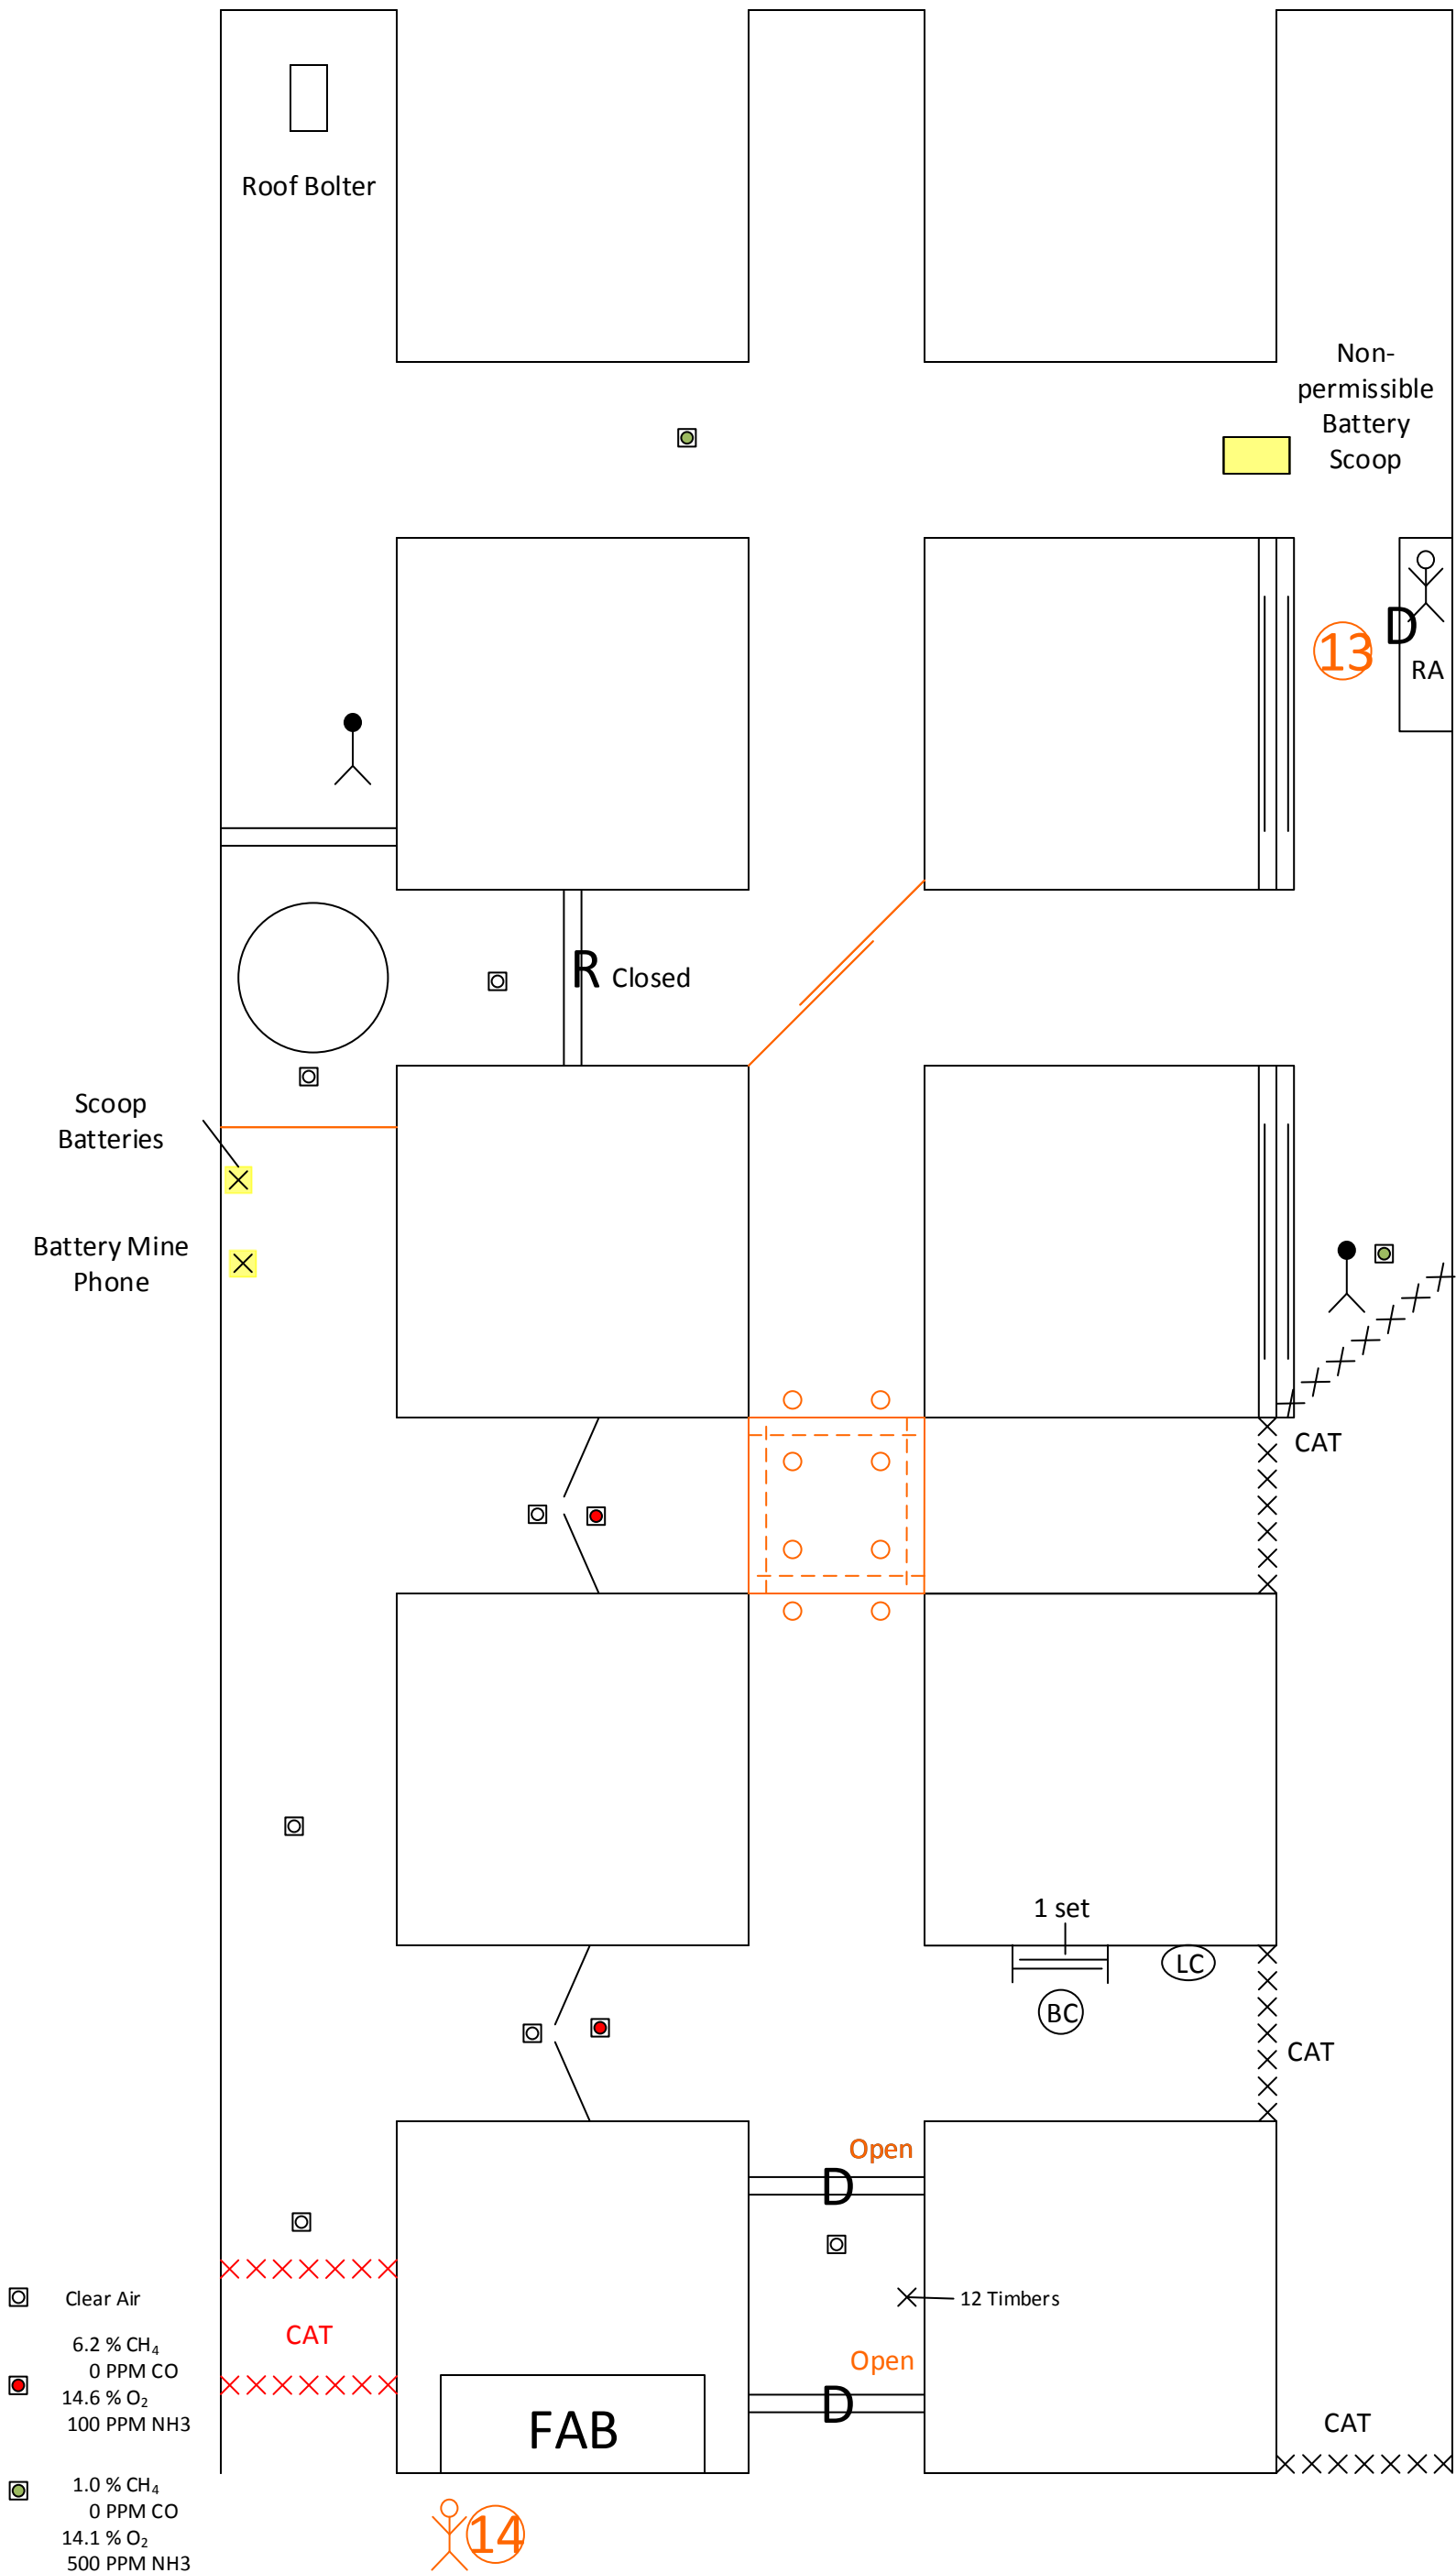 Roof Bolter
Non-
permissible
Battery
Scoop
13
D
RA
R Closed
Scoop
Batteries
Battery Mine
Phone
CAT
1 set
LC
BC
CAT
Open
D
12 Timbers
Open
D
Clear Air
CAT
6.2 % CH₄
0 PPM CO
14.6 % O₂
100 PPM NH3
FAB
CAT
1.0 % CH₄
0 PPM CO
14.1 % O₂
500 PPM NH3
14